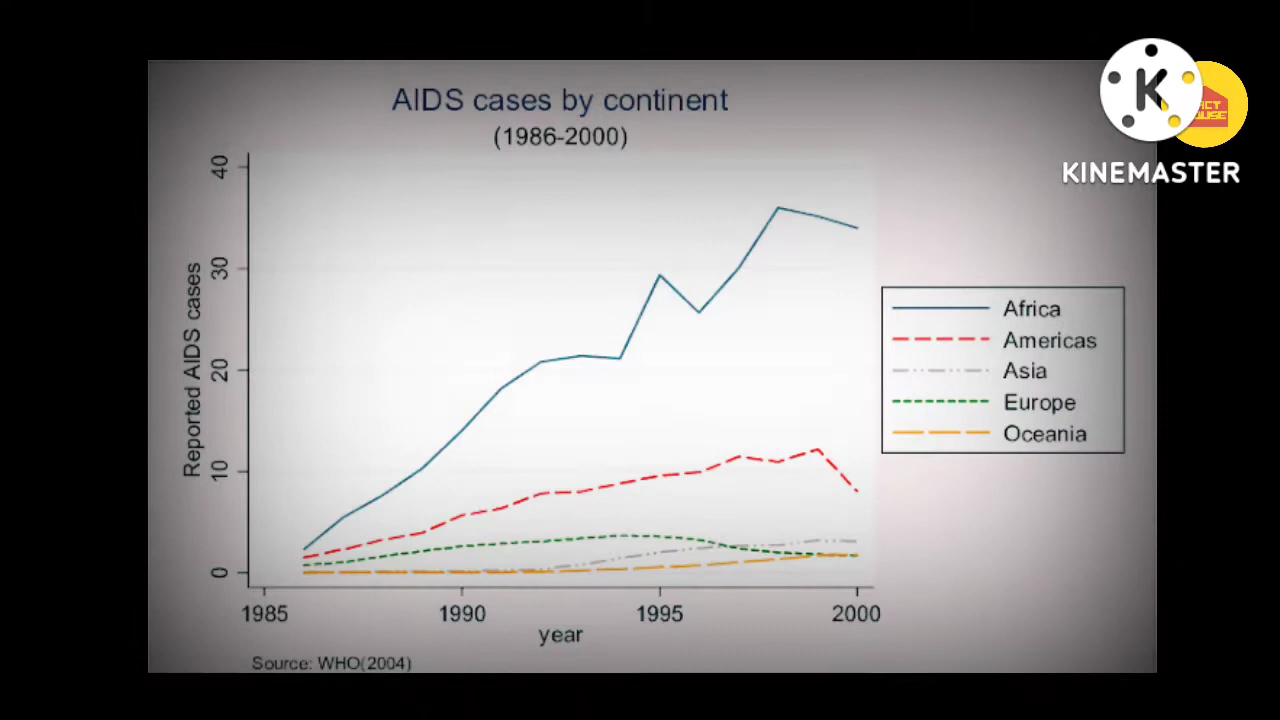 AIDS cases by continent
(1986-2000)
K
KINEMASTER
Reported AIDS cases
40
30
20
10
0
1985 1990 1995 2000
year
Africa
Americas
Asia
Europe
Oceania
Source: WHO(2004)